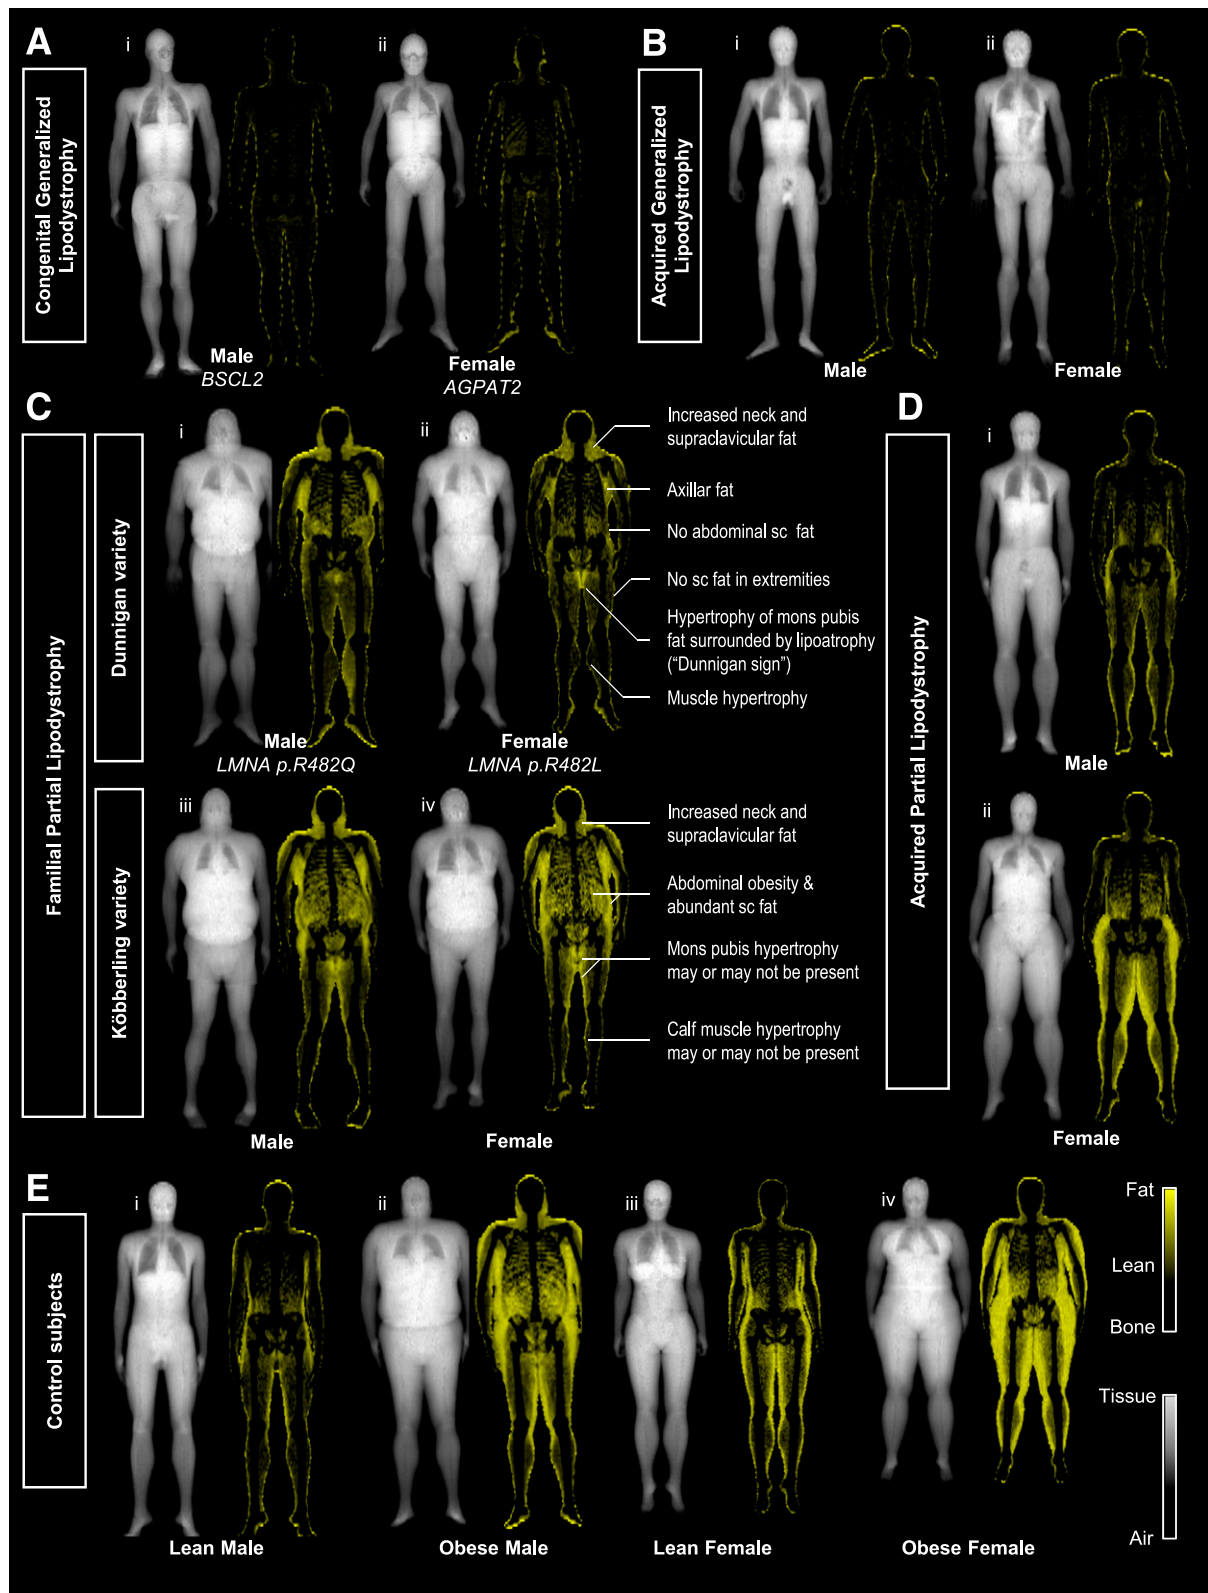 A
i
ii
Congenital Generalized
Lipodystrophy
Male
BSCL2
Female
AGPAT2
B
i
ii
Acquired Generalized
Lipodystrophy
Male
Female
C
Familial Partial Lipodystrophy
Dunnigan variety
i
ii
Increased neck and
supraclavicular fat
Axillar fat
No abdominal sc fat
No sc fat in extremities
Hypertrophy of mons pubis
fat surrounded by lipoatrophy
("Dunnigan sign")
Muscle hypertrophy
Male
LMNA p.R482Q
Female
LMNA p.R482L
Köbberling variety
iii
iv
Increased neck and
supraclavicular fat
Abdominal obesity &
abundant sc fat
Mons pubis hypertrophy
may or may not be present
Calf muscle hypertrophy
may or may not be present
Male
Female
D
Acquired Partial Lipodystrophy
i
Male
ii
Female
E
Control subjects
i
ii
iii
iv
Lean Male
Obese Male
Lean Female
Obese Female
Fat
Lean
Bone
Tissue
Air